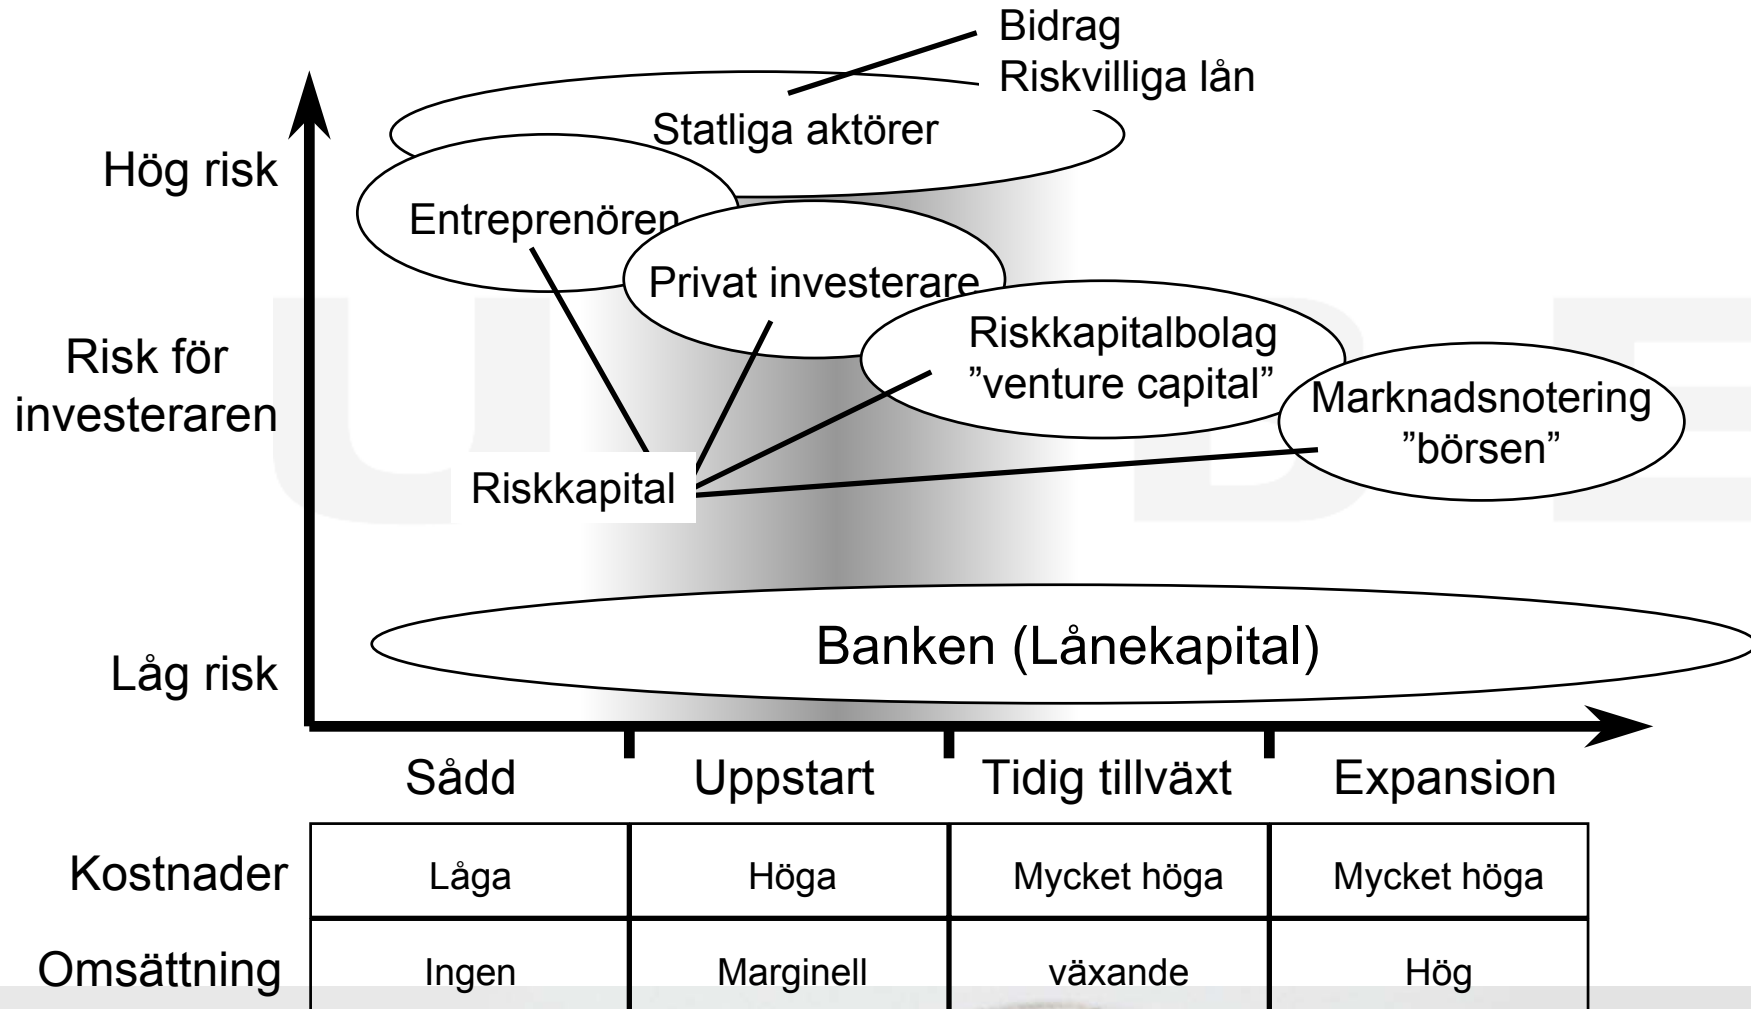 Bidrag
Riskvilliga lån
Statliga aktörer
Hög risk
Entreprenören
Privat investerare
Riskkapitalbolag
”venture capital”
Risk för
investeraren
Marknadsnotering
”börsen”
Riskkapital
Banken (Lånekapital)
Låg risk
Sådd Uppstart Tidig tillväxt Expansion
Kostnader Låga Höga Mycket höga Mycket höga
Omsättning Ingen Marginell växande Hög